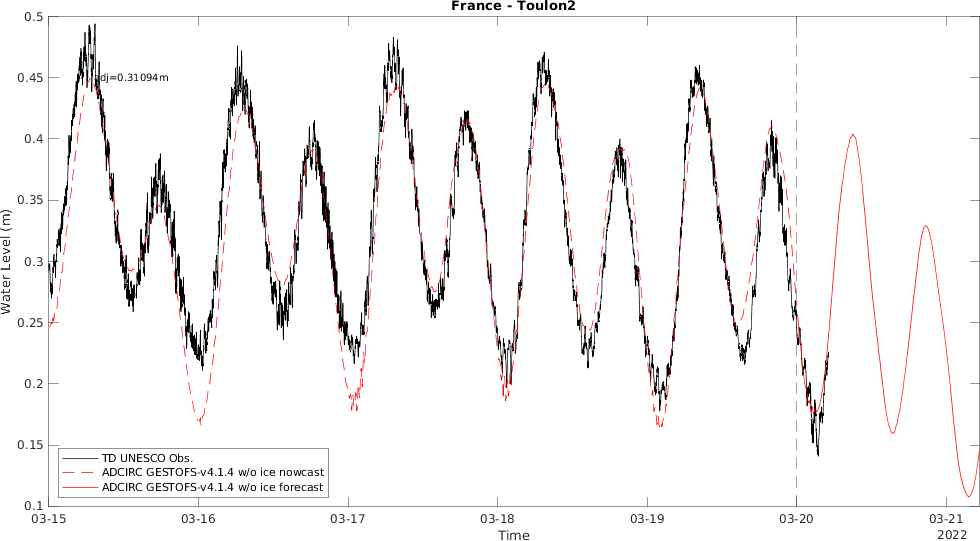 France - Toulon2
0.5
0.45
0.4
0.35
0.3
0.25
0.2
0.15
0.1
Water Level (m)
adj=0.31094m
TD UNESCO Obs.
ADCIRC GESTOFS-v4.1.4 w/o ice nowcast
ADCIRC GESTOFS-v4.1.4 w/o ice forecast
03-15 03-16 03-17 03-18 03-19 03-20 03-21
Time
2022